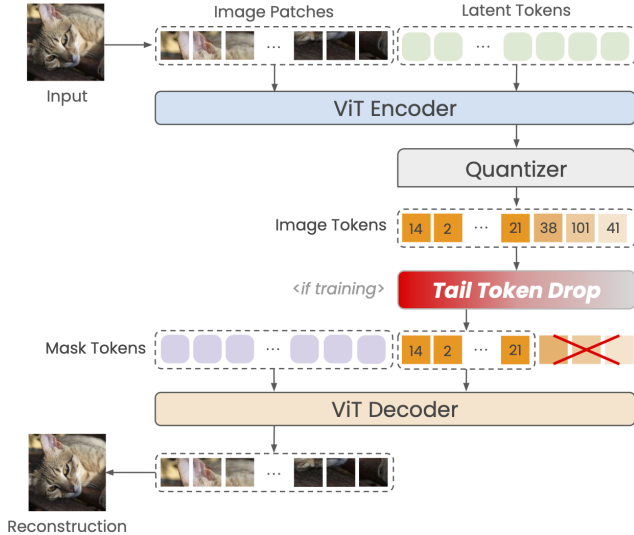 Image Patches
Latent Tokens
...
...
...
Input
ViT Encoder
Quantizer
Image Tokens
14 2 ... 21 38 101 41
<if training>
Tail Token Drop
Mask Tokens
... 14 2 ... 21
ViT Decoder
...
Reconstruction